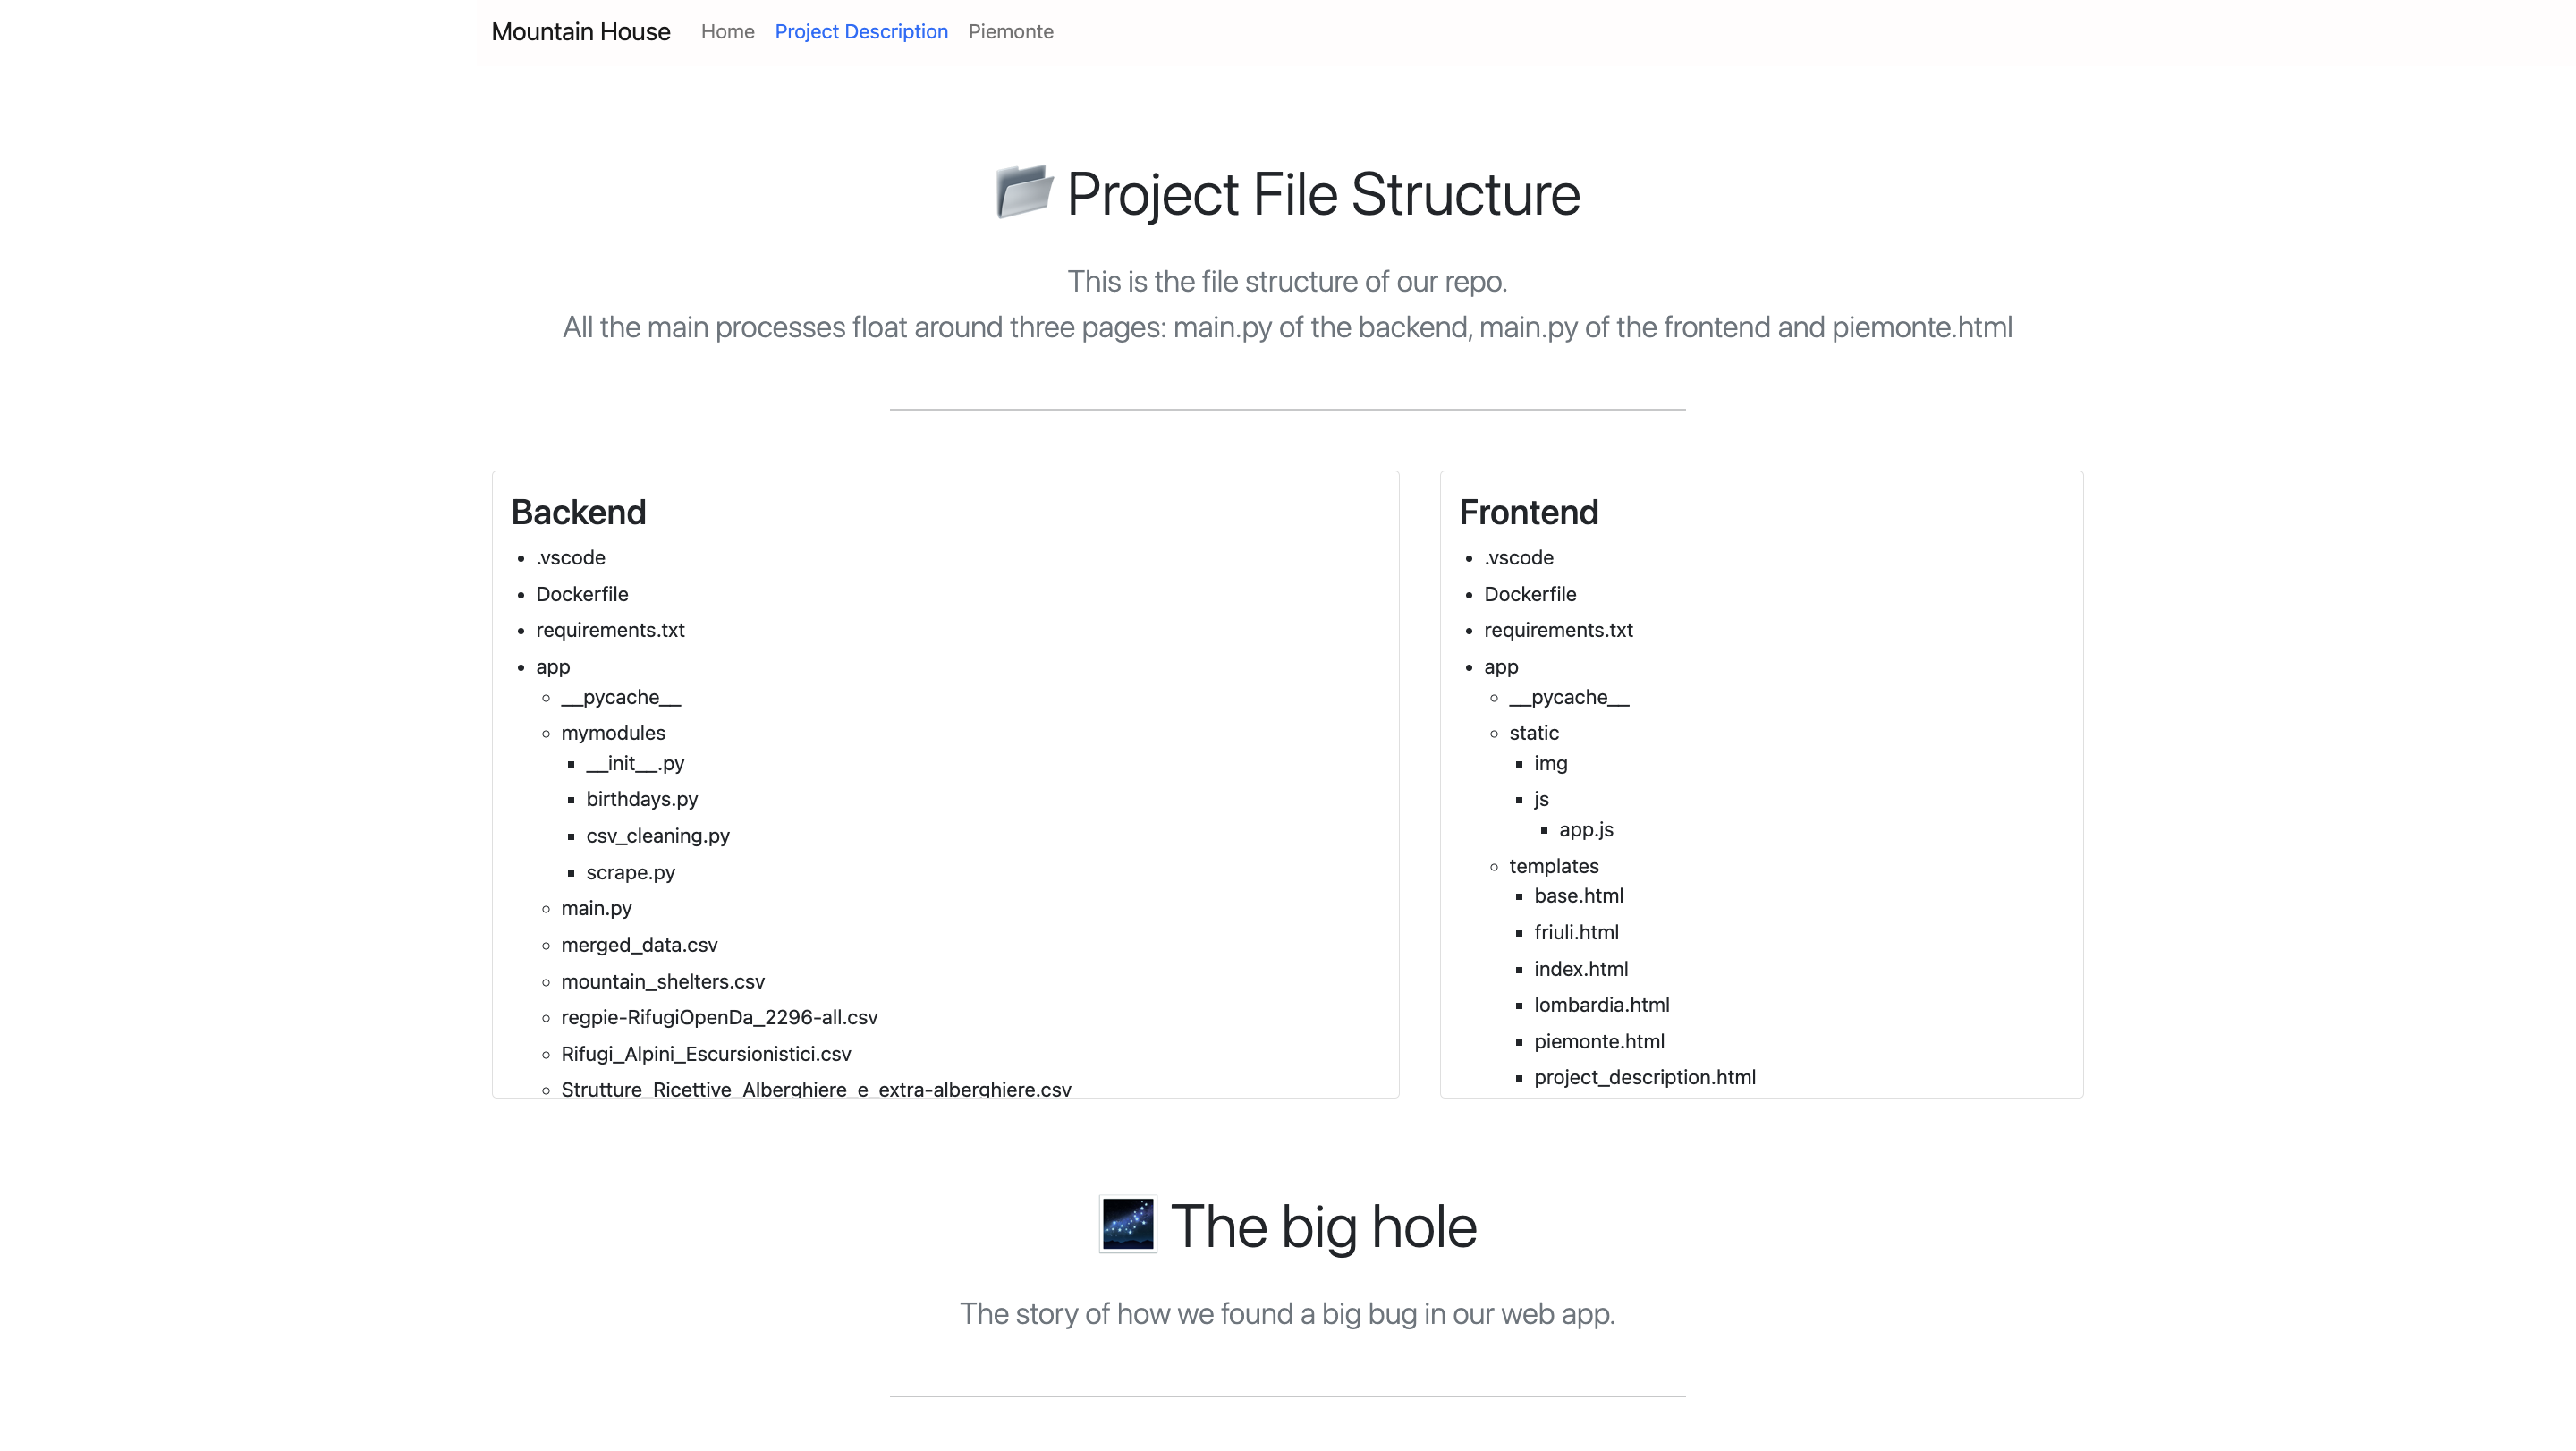 Mountain House Home Project Description Piemonte
Project File Structure
This is the file structure of our repo.
All the main processes float around three pages: main.py of the backend, main.py of the frontend and piemonte.html
Backend
.vscode
Dockerfile
requirements.txt
app
__pycache__
mymodules
__init__.py
birthdays.py
csv_cleaning.py
scrape.py
main.py
merged_data.csv
mountain_shelters.csv
regpie-RifugiOpenDa_2296-all.csv
Rifugi_Alpini_Escursionistici.csv
Strutture_Ricettive_Alberghiere_e_extra-alberghiere.csv
Frontend
.vscode
Dockerfile
requirements.txt
app
__pycache__
static
img
js
app.js
templates
base.html
friuli.html
index.html
lombardia.html
piemonte.html
project_description.html
The big hole
The story of how we found a big bug in our web app.